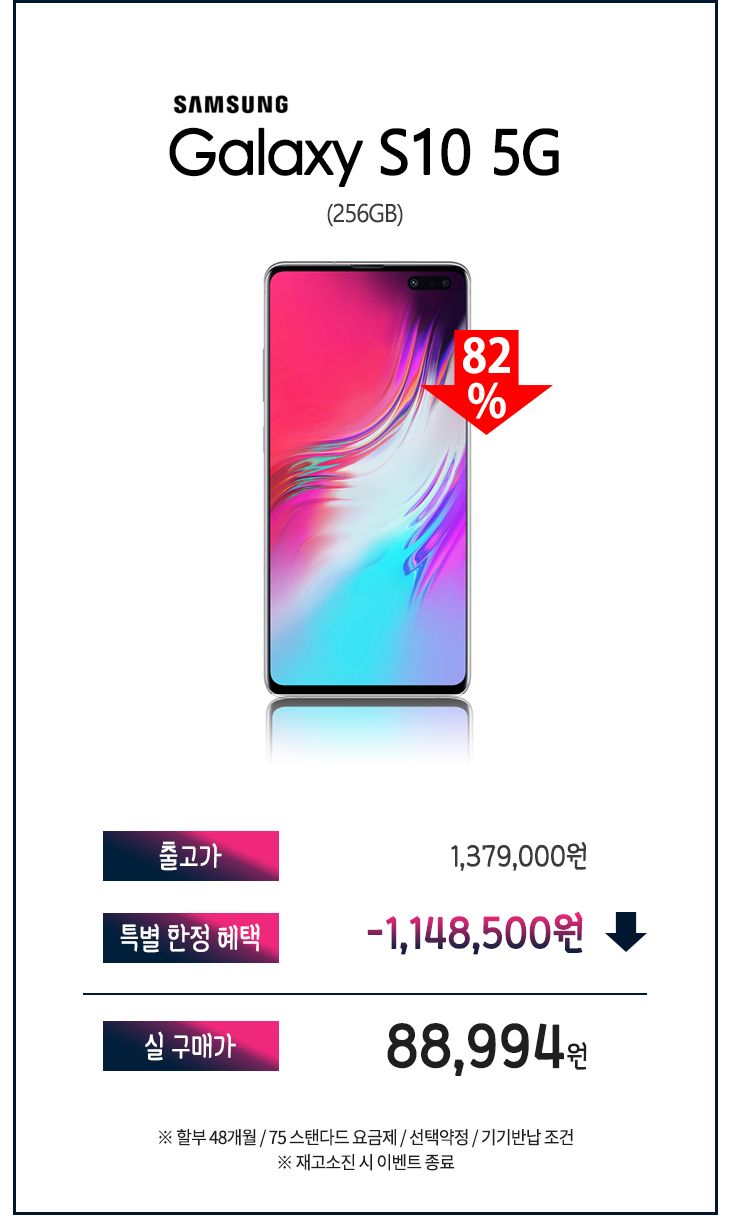 SAMSUNG
Galaxy S10 5G
(256GB)
82
%
출고가 1,379,000원
특별 한정 혜택 -1,148,500원
실 구매가 88,994원
※ 할부 48개월 / 75 스탠다드 요금제 / 선택약정 / 기기반납 조건
※ 재고소진 시 이벤트 종료